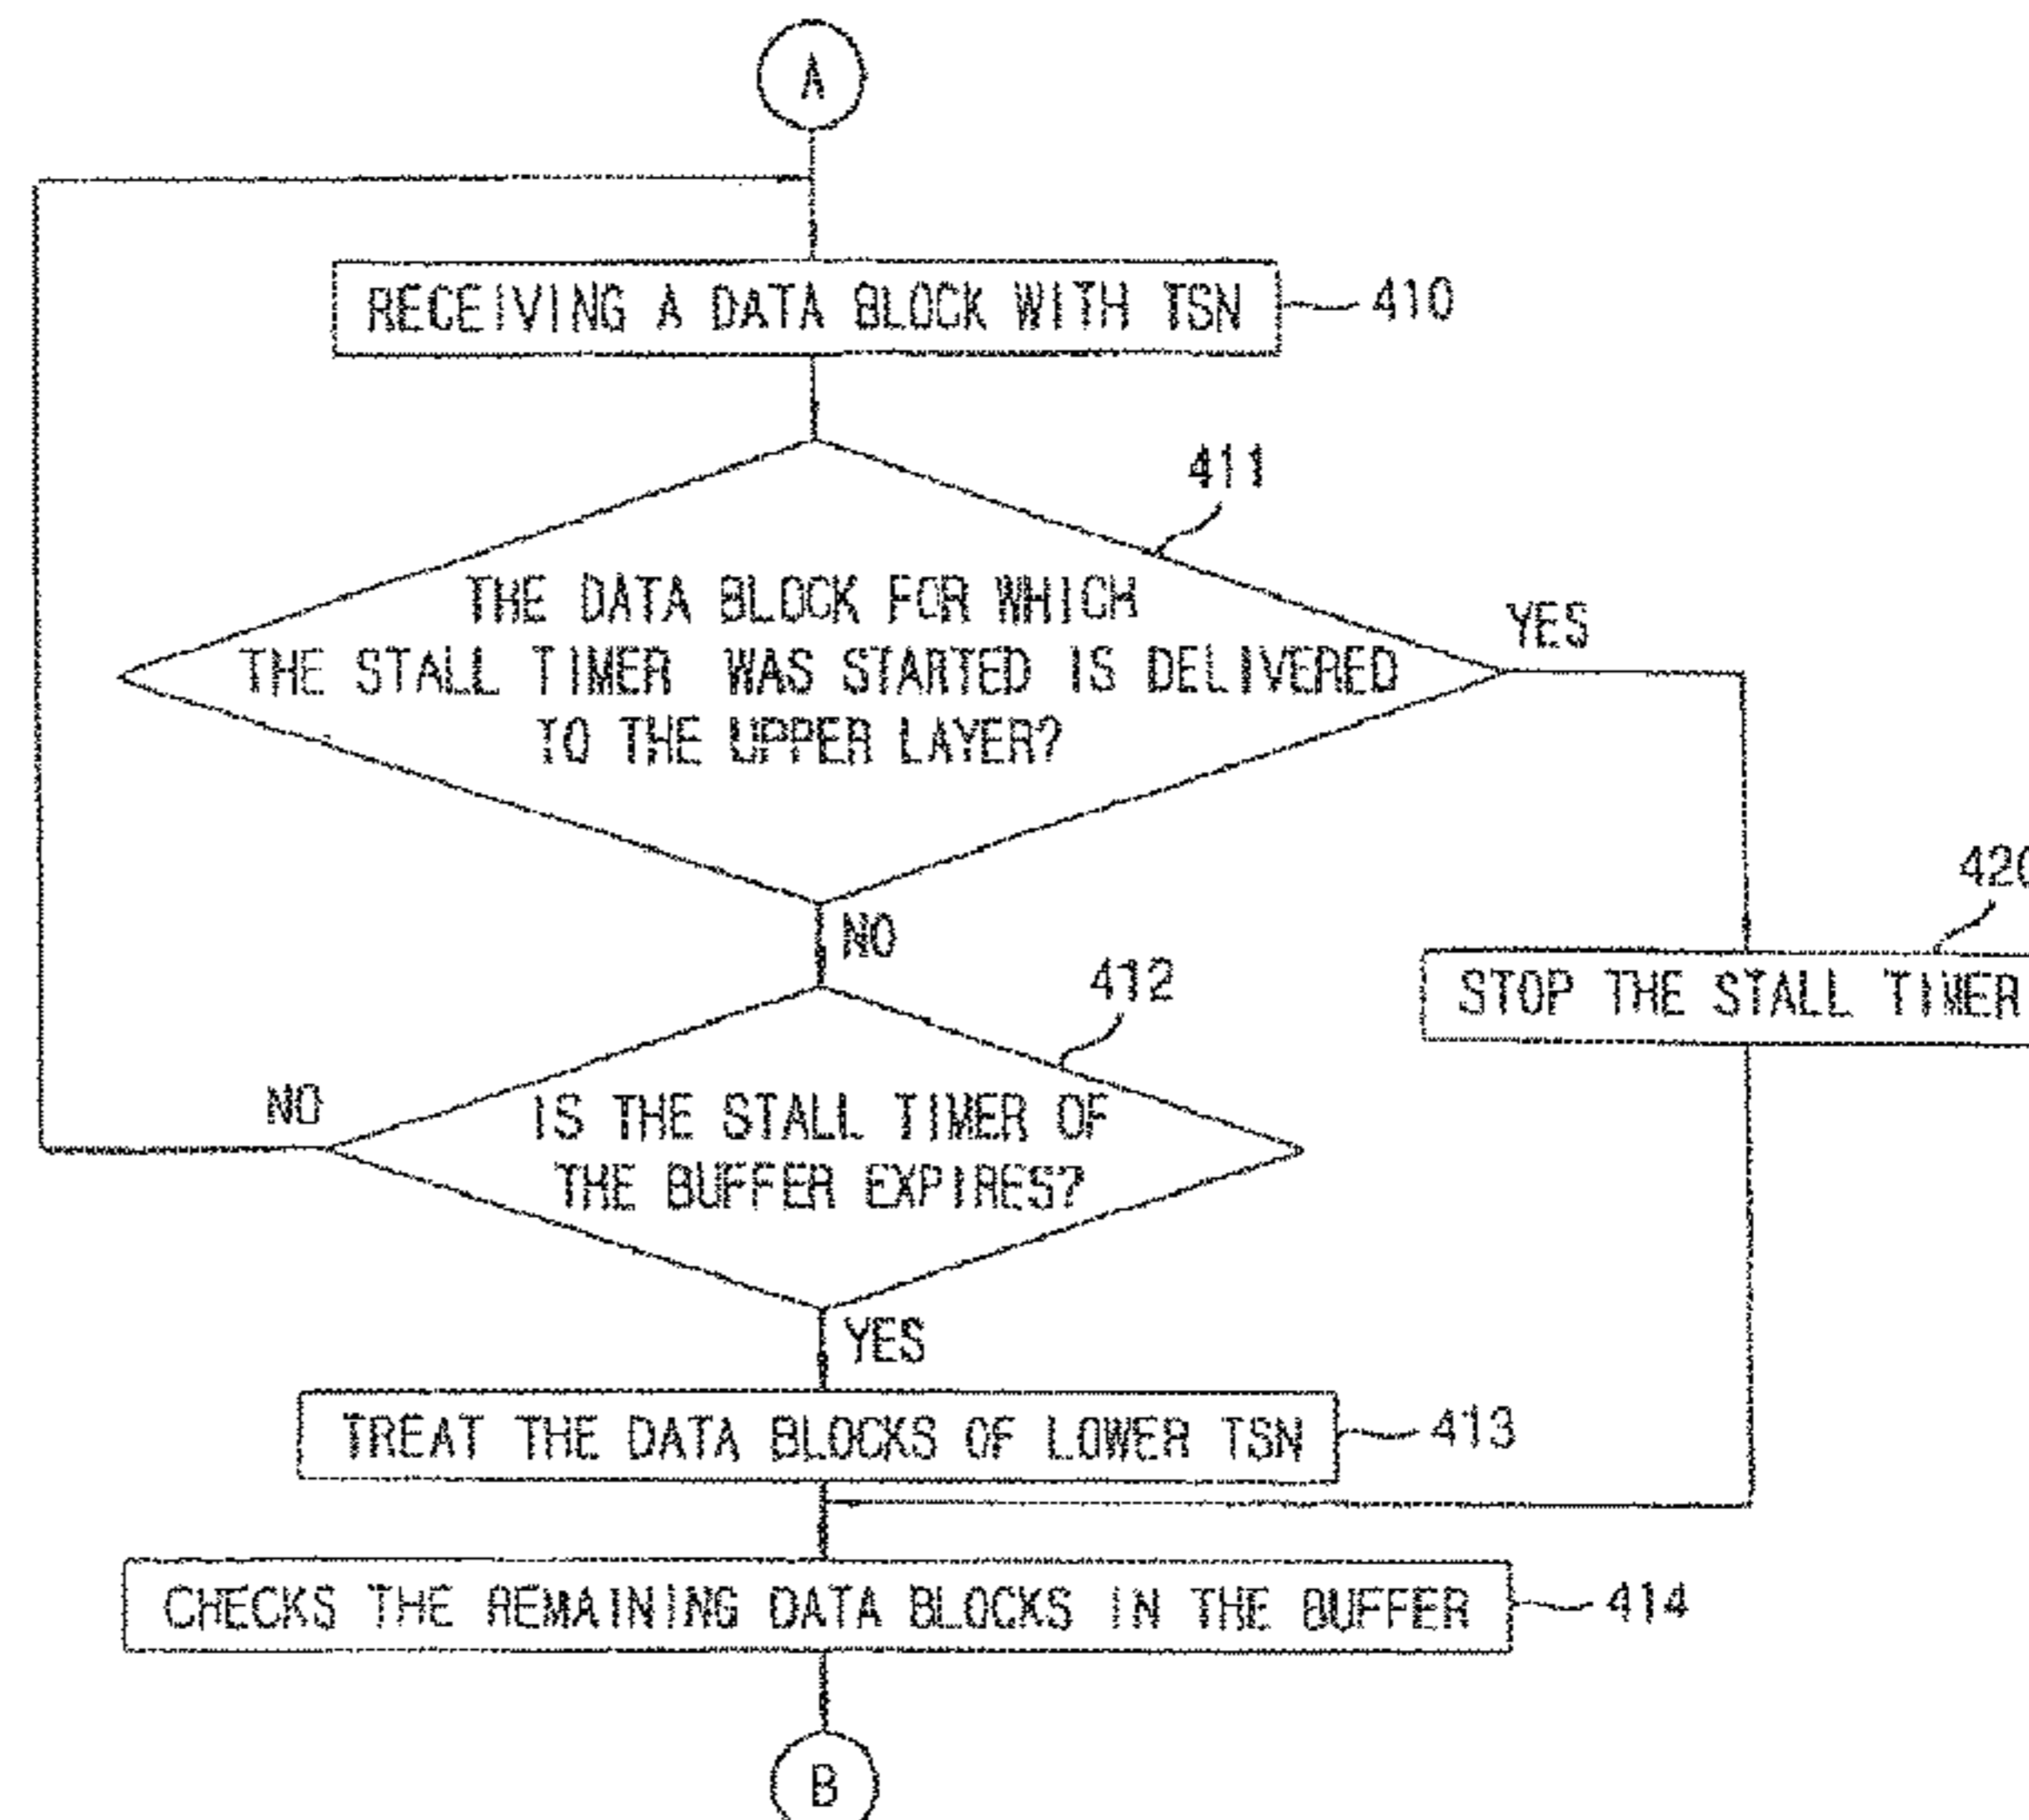 A
RECEIVING A DATA BLOCK WITH TSN
410
411
THE DATA BLOCK FOR WHICH
THE STALL TIMER WAS STARTED IS DELIVERED
TO THE UPPER LAYER?
YES
NO
420
STOP THE STALL TIMER
412
NO
IS THE STALL TIMER OF
THE BUFFER EXPIRES?
YES
TREAT THE DATA BLOCKS OF LOWER TSN
413
CHECKS THE REMAINING DATA BLOCKS IN THE BUFFER
414
B